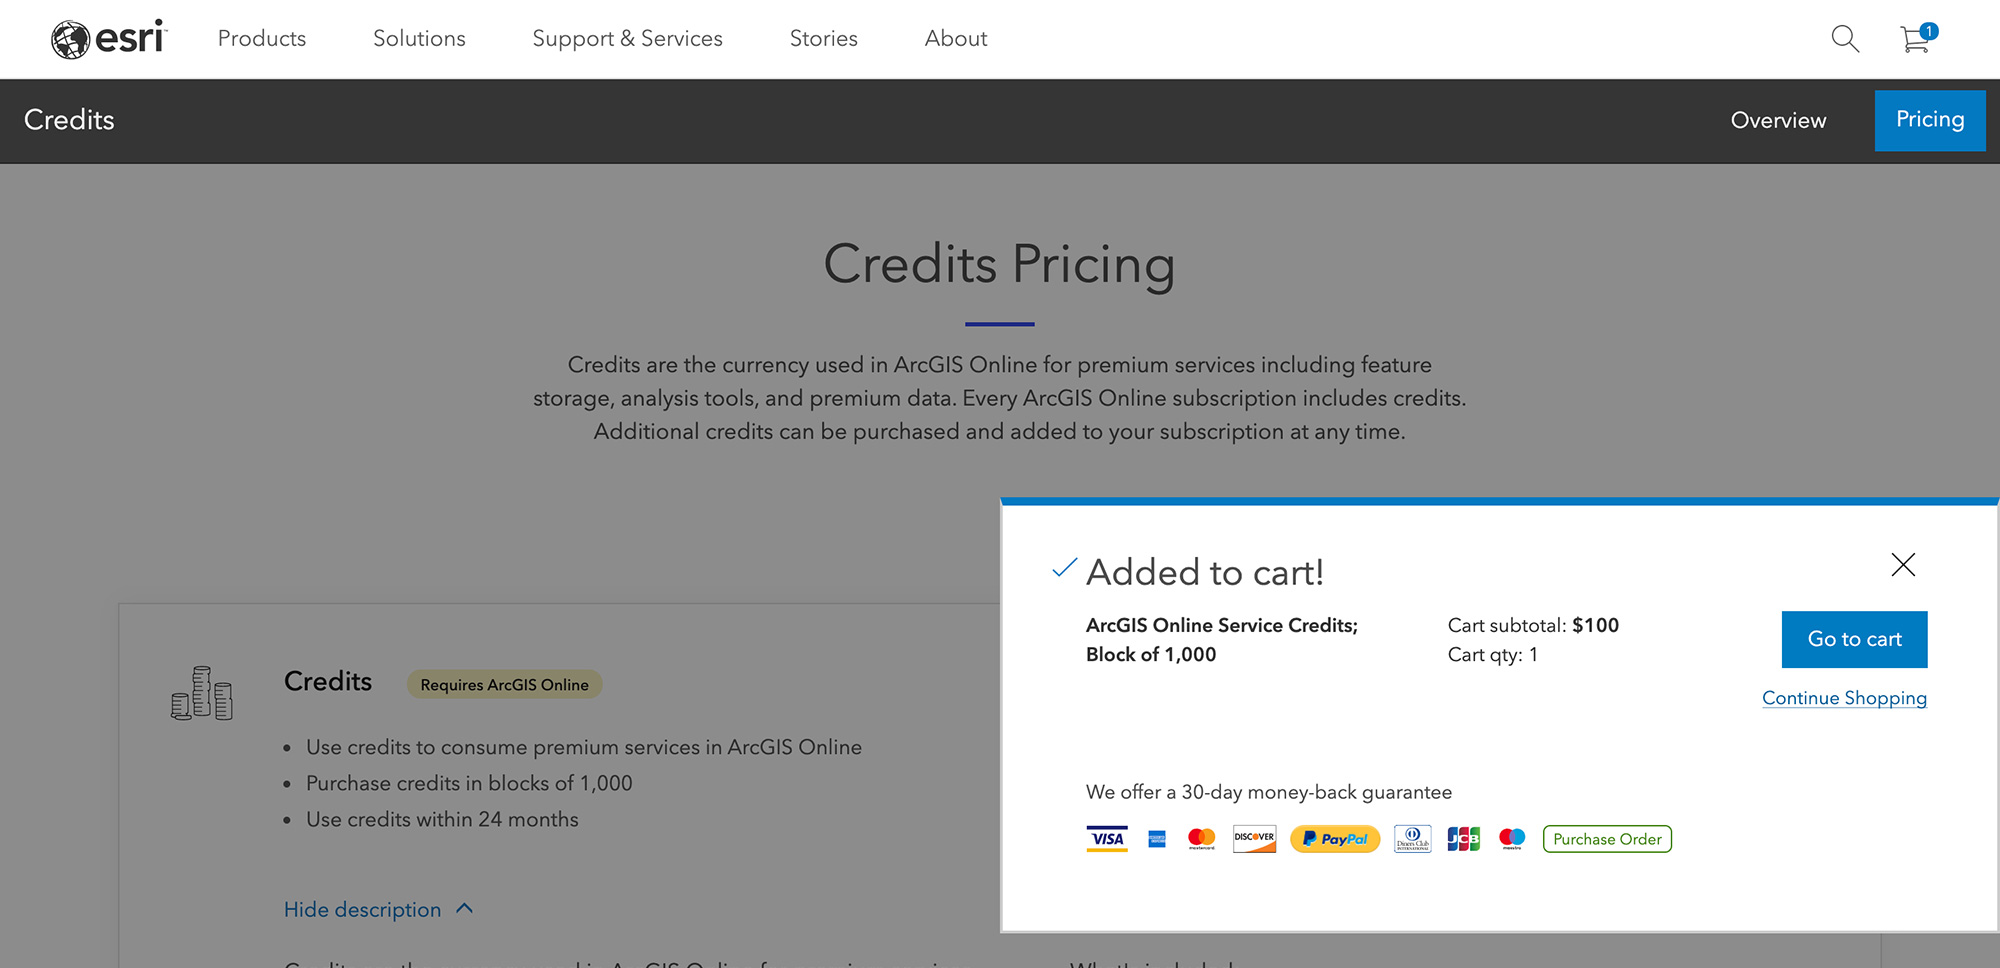 esri
Products
Solutions
Support & Services
Stories
About
1
Credits
Overview
Pricing
Credits Pricing
Credits are the currency used in ArcGIS Online for premium services including feature
storage, analysis tools, and premium data. Every ArcGIS Online subscription includes credits.
Additional credits can be purchased and added to your subscription at any time.
Added to cart!
ArcGIS Online Service Credits;
Block of 1,000
Cart subtotal: $100
Cart qty: 1
Go to cart
Continue Shopping
We offer a 30-day money-back guarantee
VISA
DISCOVER
PayPal
Diners Club
INTERNATIONAL
JCB
Purchase Order
Credits
Requires ArcGIS Online
• Use credits to consume premium services in ArcGIS Online
• Purchase credits in blocks of 1,000
• Use credits within 24 months
Hide description